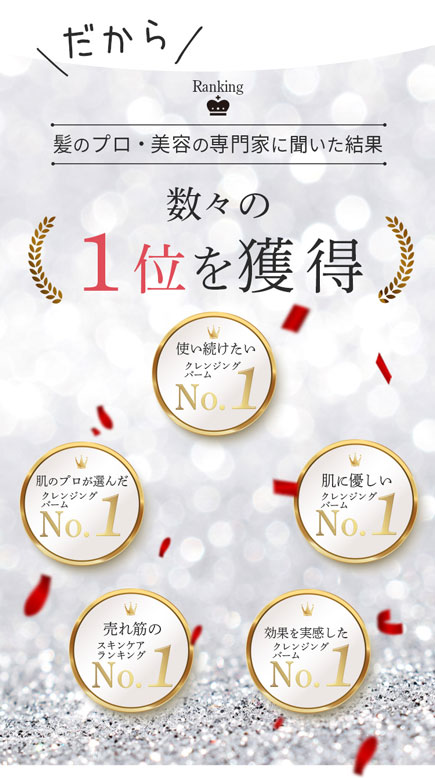 だから
Ranking
髪のプロ・美容の専門家に聞いた結果
数々の
1位を獲得
使い続けたい
クレンジング
バーム
No.1
肌のプロが選んだ
クレンジング
バーム
No.1
肌に優しい
クレンジング
バーム
No.1
売れ筋の
スキンケア
ランキング
No.1
効果を実感した
クレンジング
バーム
No.1